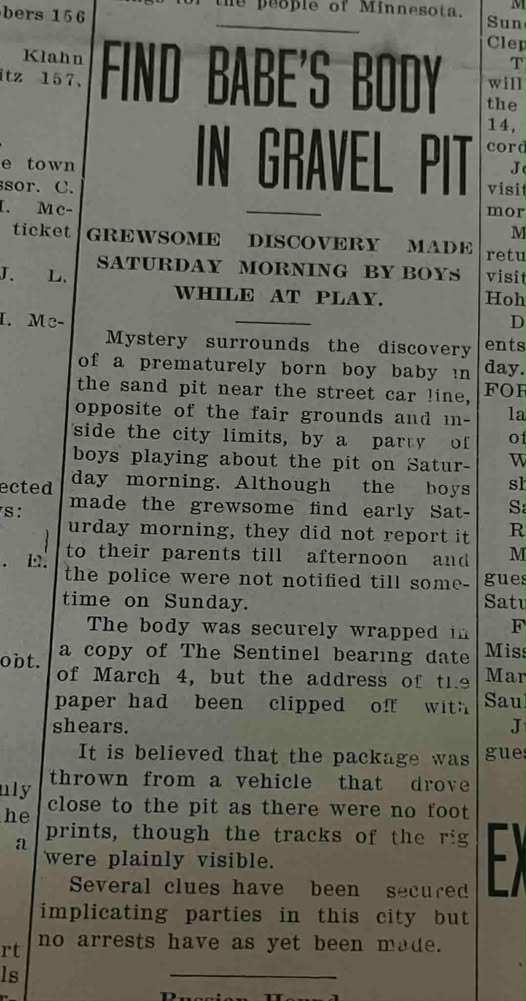 the people of Minnesota.
bers 156
Klahn
itz 157.
e town
ssor. C.
Mc-
ticket
J. L.
Mc-
ected
rs:
E.
obt.
uly
he
a
rt
ls
FIND BABE'S BODY
IN GRAVEL PIT
GREWSOME DISCOVERY MADE
SATURDAY MORNING BY BOYS
WHILE AT PLAY.
Mystery surrounds the discovery
of a prematurely born boy baby in
the sand pit near the street car line,
opposite of the fair grounds and in-
side the city limits, by a party of
boys playing about the pit on Satur-
day morning. Although the boys
made the grewsome find early Sat-
urday morning, they did not report it
to their parents till afternoon and
the police were not notified till some-
time on Sunday.
The body was securely wrapped in
a copy of The Sentinel bearing date
of March 4, but the address of the
paper had been clipped off with
shears.
It is believed that the package was
thrown from a vehicle that drove
close to the pit as there were no foot
prints, though the tracks of the rig
were plainly visible.
Several clues have been secured
implicating parties in this city but
no arrests have as yet been made.
Russian Hound
M
Sun
Clep
T
will
the
14,
cord
Jo
visit
mor
M
retu
visit
Hoh
D
ents
day.
FOR
la
of
W
sh
Sa
R
M
gues
Satu
F
Miss
Mar
Saul
J
gues
EX